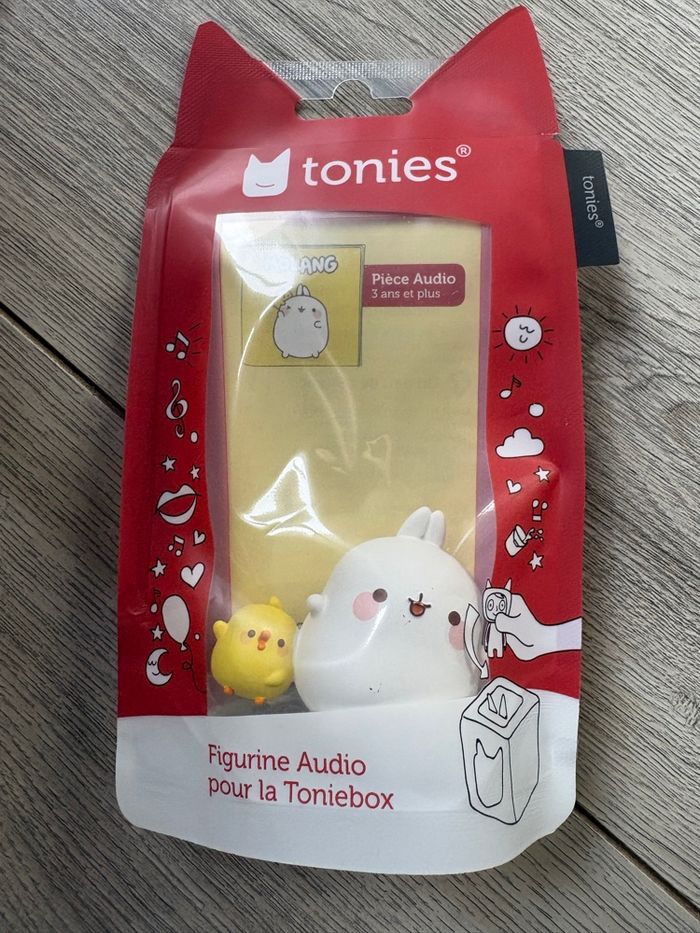 tonies®
tonies®
Pièce Audio
3 ans et plus
Figurine Audio
pour la Toniebox